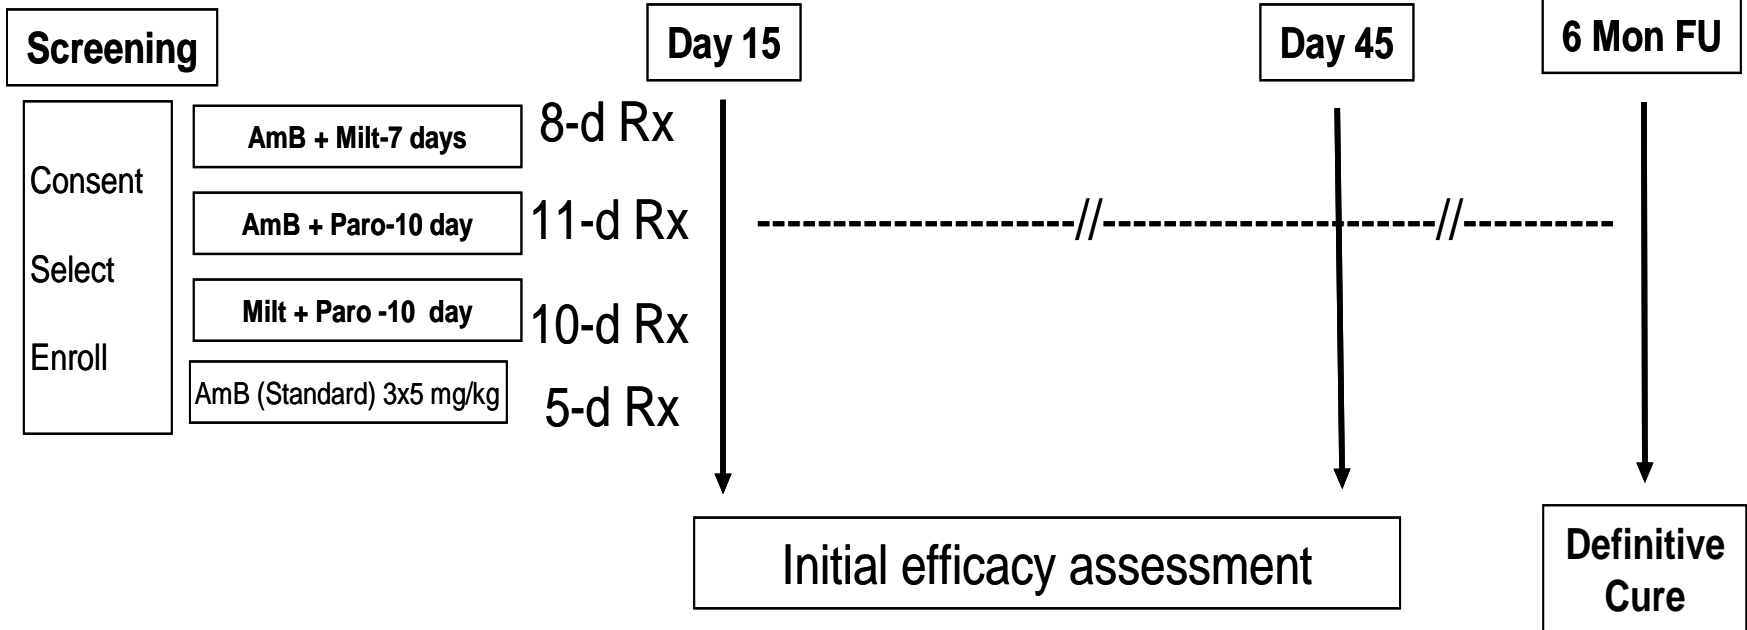 Screening
Day 15
Day 45
6 Mon FU
Consent
Select
Enroll
AmB + Milt-7 days
8-d Rx
AmB + Paro-10 day
11-d Rx
Milt + Paro -10 day
10-d Rx
AmB (Standard) 3x5 mg/kg
5-d Rx
---------------------//----------------------//----------
Initial efficacy assessment
Definitive
Cure